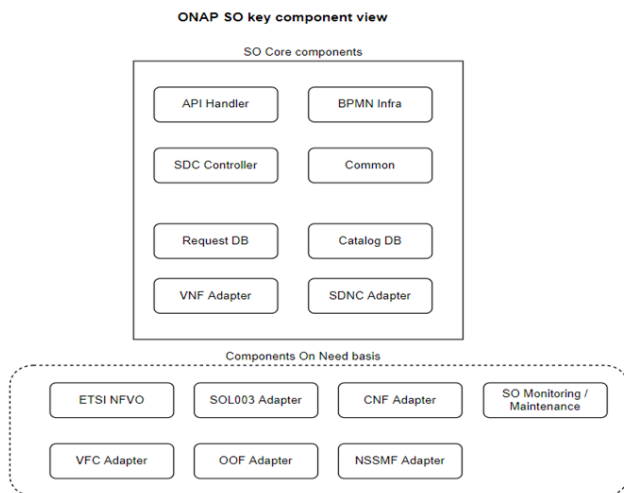 ONAP SO key component view
SO Core components
API Handler
BPMN Infra
SDC Controller
Common
Request DB
Catalog DB
VNF Adapter
SDNC Adapter
Components On Need basis
ETSI NFVO
SOL003 Adapter
CNF Adapter
SO Monitoring /
Maintenance
VFC Adapter
OOF Adapter
NSSMF Adapter